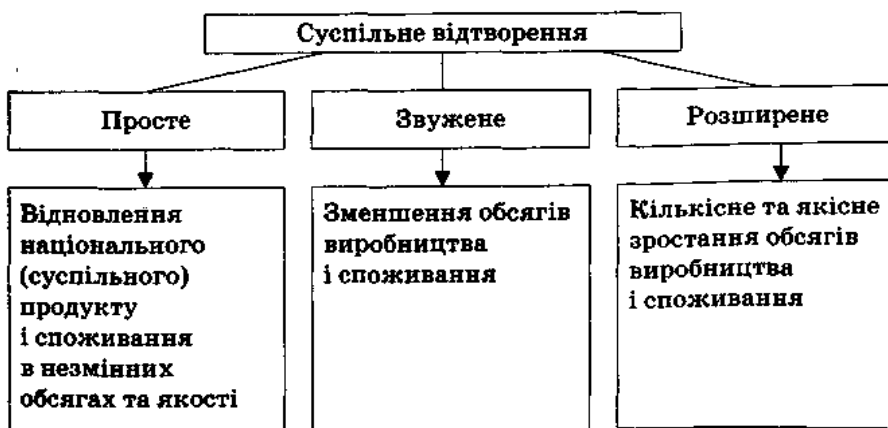 Суспільне відтворення
Просте
Звужене
Розширене
Відновлення
національного
(суспільного)
продукту
і споживання
в незмінних
обсягах та якості
Зменшення обсягів
виробництва
і споживання
Кількісне та якісне
зростання обсягів
виробництва
і споживання